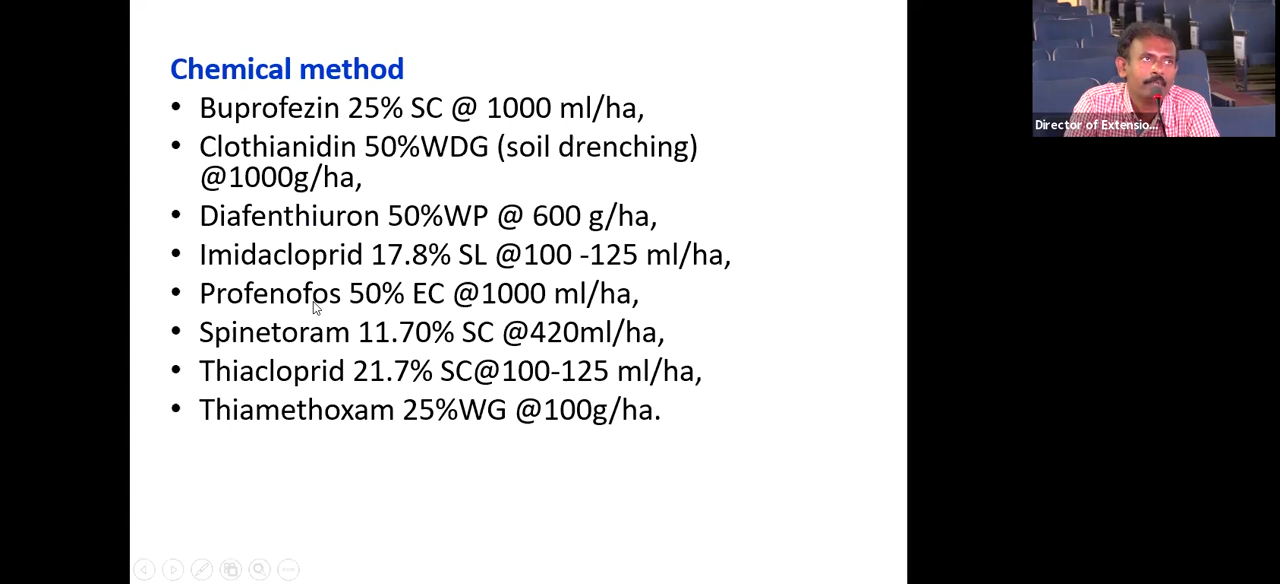 Chemical method
• Buprofezin 25% SC @ 1000 ml/ha,
• Clothianidin 50%WDG (soil drenching)
@1000g/ha,
• Diafenthiuron 50%WP @ 600 g/ha,
• Imidacloprid 17.8% SL @100 -125 ml/ha,
• Profenofos 50% EC @1000 ml/ha,
• Spinetoram 11.70% SC @420ml/ha,
• Thiacloprid 21.7% SC@100-125 ml/ha,
• Thiamethoxam 25%WG @100g/ha.
Director of Extensio...